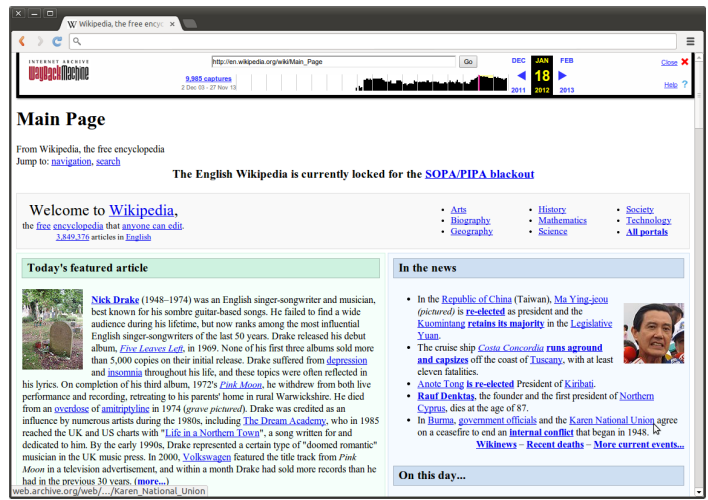 Wikipedia, the free encyc
INTERNET ARCHIVE
WayBackMachine
http://en.wikipedia.org/wiki/Main_Page
Go
9,985 captures
2 Dec 03 - 27 Nov 13
DEC JAN FEB
18
2011 2012 2013
Close
Help ?
Main Page
From Wikipedia, the free encyclopedia
Jump to: navigation, search
The English Wikipedia is currently locked for the SOPA/PIPA blackout
Welcome to Wikipedia,
the free encyclopedia that anyone can edit.
3,849,376 articles in English
• Arts
• Biography
• Geography
• History
• Mathematics
• Science
• Society
• Technology
• All portals
Today's featured article
Nick Drake (1948–1974) was an English singer-songwriter and musician,
best known for his sombre guitar-based songs. He failed to find a wide
audience during his lifetime, but now ranks among the most influential
English singer-songwriters of the last 50 years. Drake released his debut
album, Five Leaves Left, in 1969. None of his first three albums sold more
than 5,000 copies on their initial release. Drake suffered from depression
and insomnia throughout his life, and these topics were often reflected in
his lyrics. On completion of his third album, 1972's Pink Moon, he withdrew from both live
performance and recording, retreating to his parents' home in rural Warwickshire. He died
from an overdose of amitriptyline in 1974 (grave pictured). Drake was credited as an
influence by numerous artists during the 1980s, including The Dream Academy, who in 1985
reached the UK and US charts with "Life in a Northern Town", a song written for and
dedicated to him. By the early 1990s, Drake represented a certain type of "doomed romantic"
musician in the UK music press. In 2000, Volkswagen featured the title track from Pink
Moon in a television advertisement, and within a month Drake had sold more records than he
had in the previous 30 years. (more...)
In the news
• In the Republic of China (Taiwan), Ma Ying-jeou
(pictured) is re-elected as president and the
Kuomintang retains its majority in the Legislative
Yuan.
• The cruise ship Costa Concordia runs aground
and capsizes off the coast of Tuscany, with at least
eleven fatalities.
• Anote Tong is re-elected President of Kiribati.
• Rauf Denktaş, the founder and the first president of Northern
Cyprus, dies at the age of 87.
• In Burma, government officials and the Karen National Union agree
on a ceasefire to end an internal conflict that began in 1948.
Wikinews – Recent deaths – More current events...
On this day...
web.archive.org/web/.../Karen_National_Union